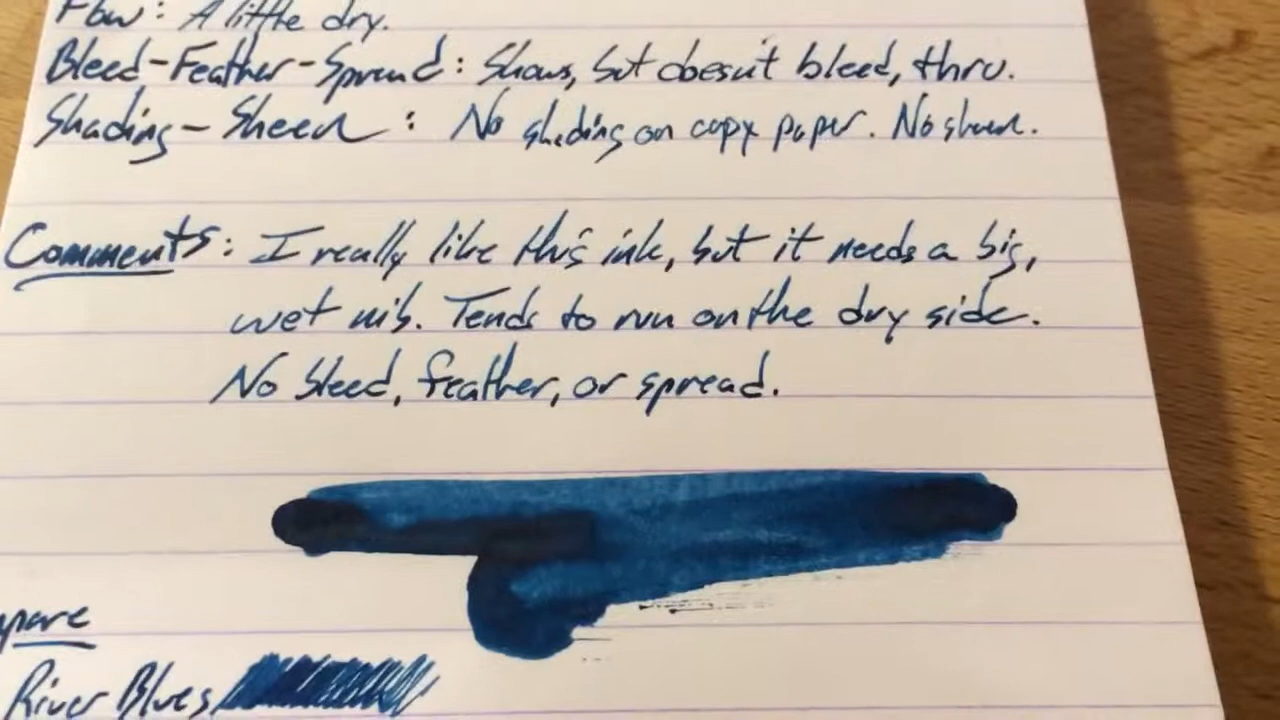 Flow: A little dry.
Bleed-Feather-Spread: Shows, but doesn't bleed, thru.
Shading-Sheen: No shading on copy paper. No sheen.
Comments: I really like this ink, but it needs a big,
wet nib. Tends to run on the dry side.
No bleed, feather, or spread.
pare
River Blues